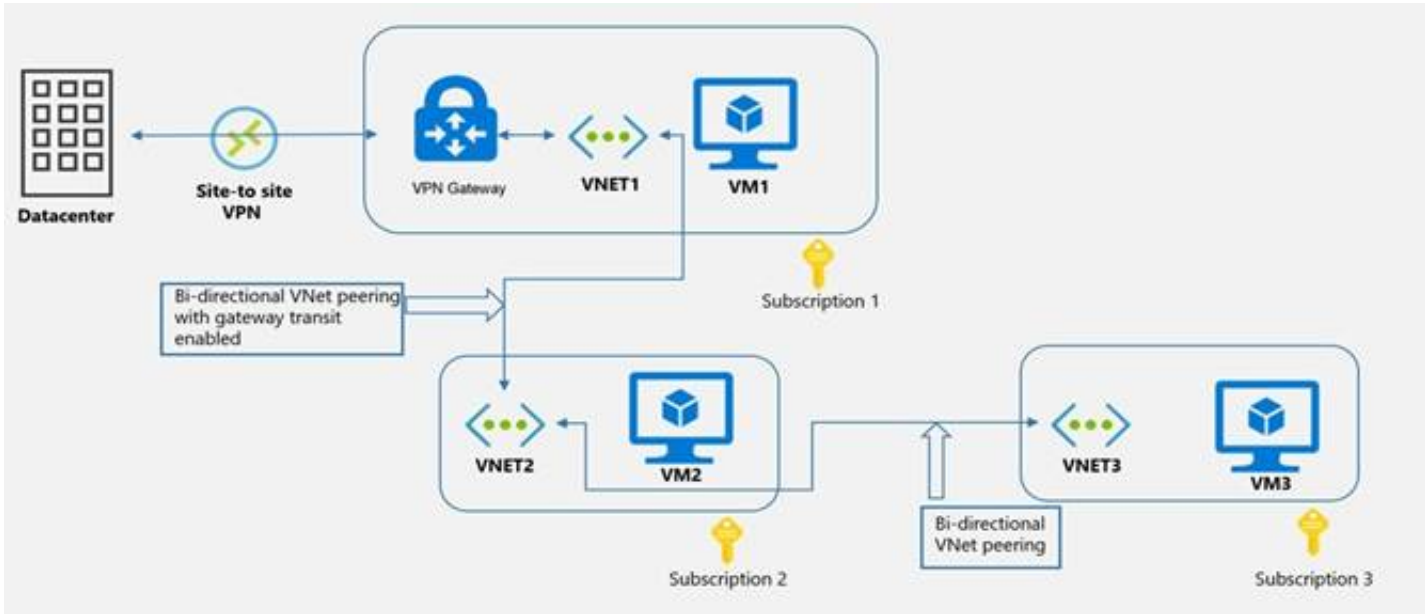 Datacenter
Site-to site
VPN
VPN Gateway
VNET1
VM1
Subscription 1
Bi-directional VNet peering
with gateway transit
enabled
VNET2
VM2
Subscription 2
Bi-directional
VNet peering
VNET3
VM3
Subscription 3